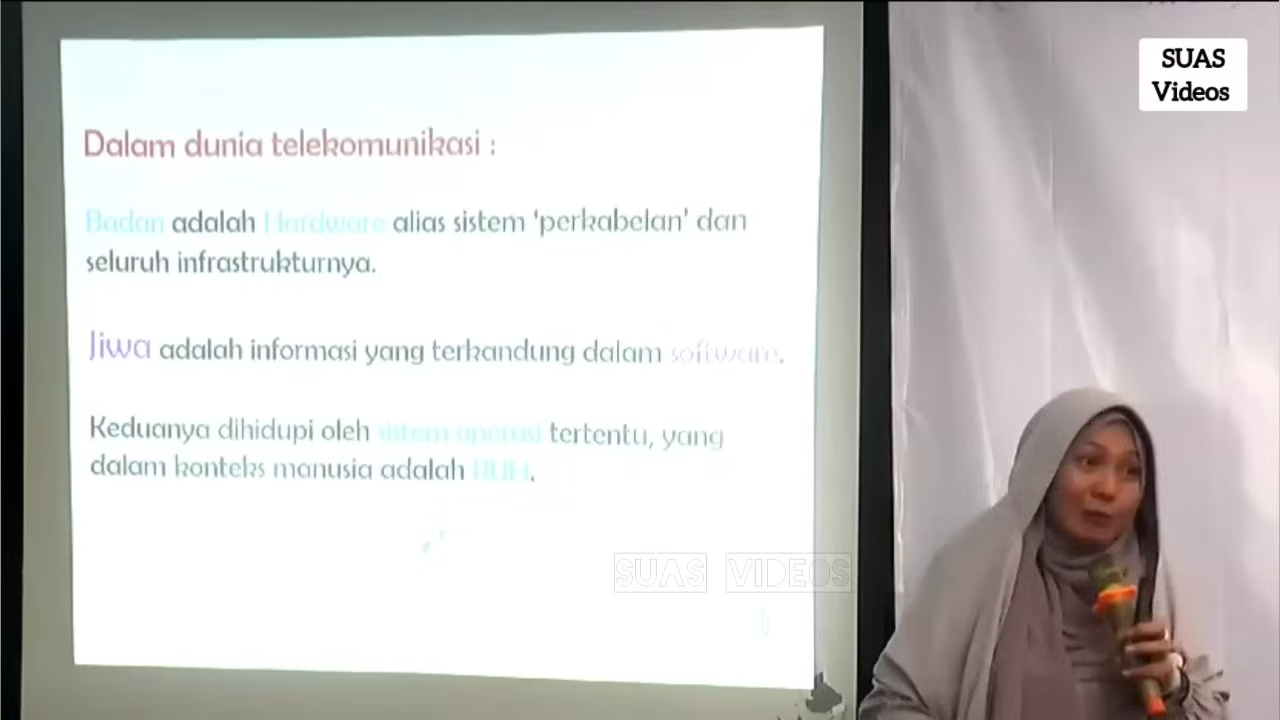 SUAS
Videos
Dalam dunia telekomunikasi :
Badan adalah Hardware alias sistem ‘perkabelan’ dan
seluruh infrastrukturnya.
Jiwa adalah informasi yang terkandung dalam software.
Keduanya dihidupi oleh sistem operasi tertentu, yang
dalam konteks manusia adalah RUH.
SUAS VIDEOS